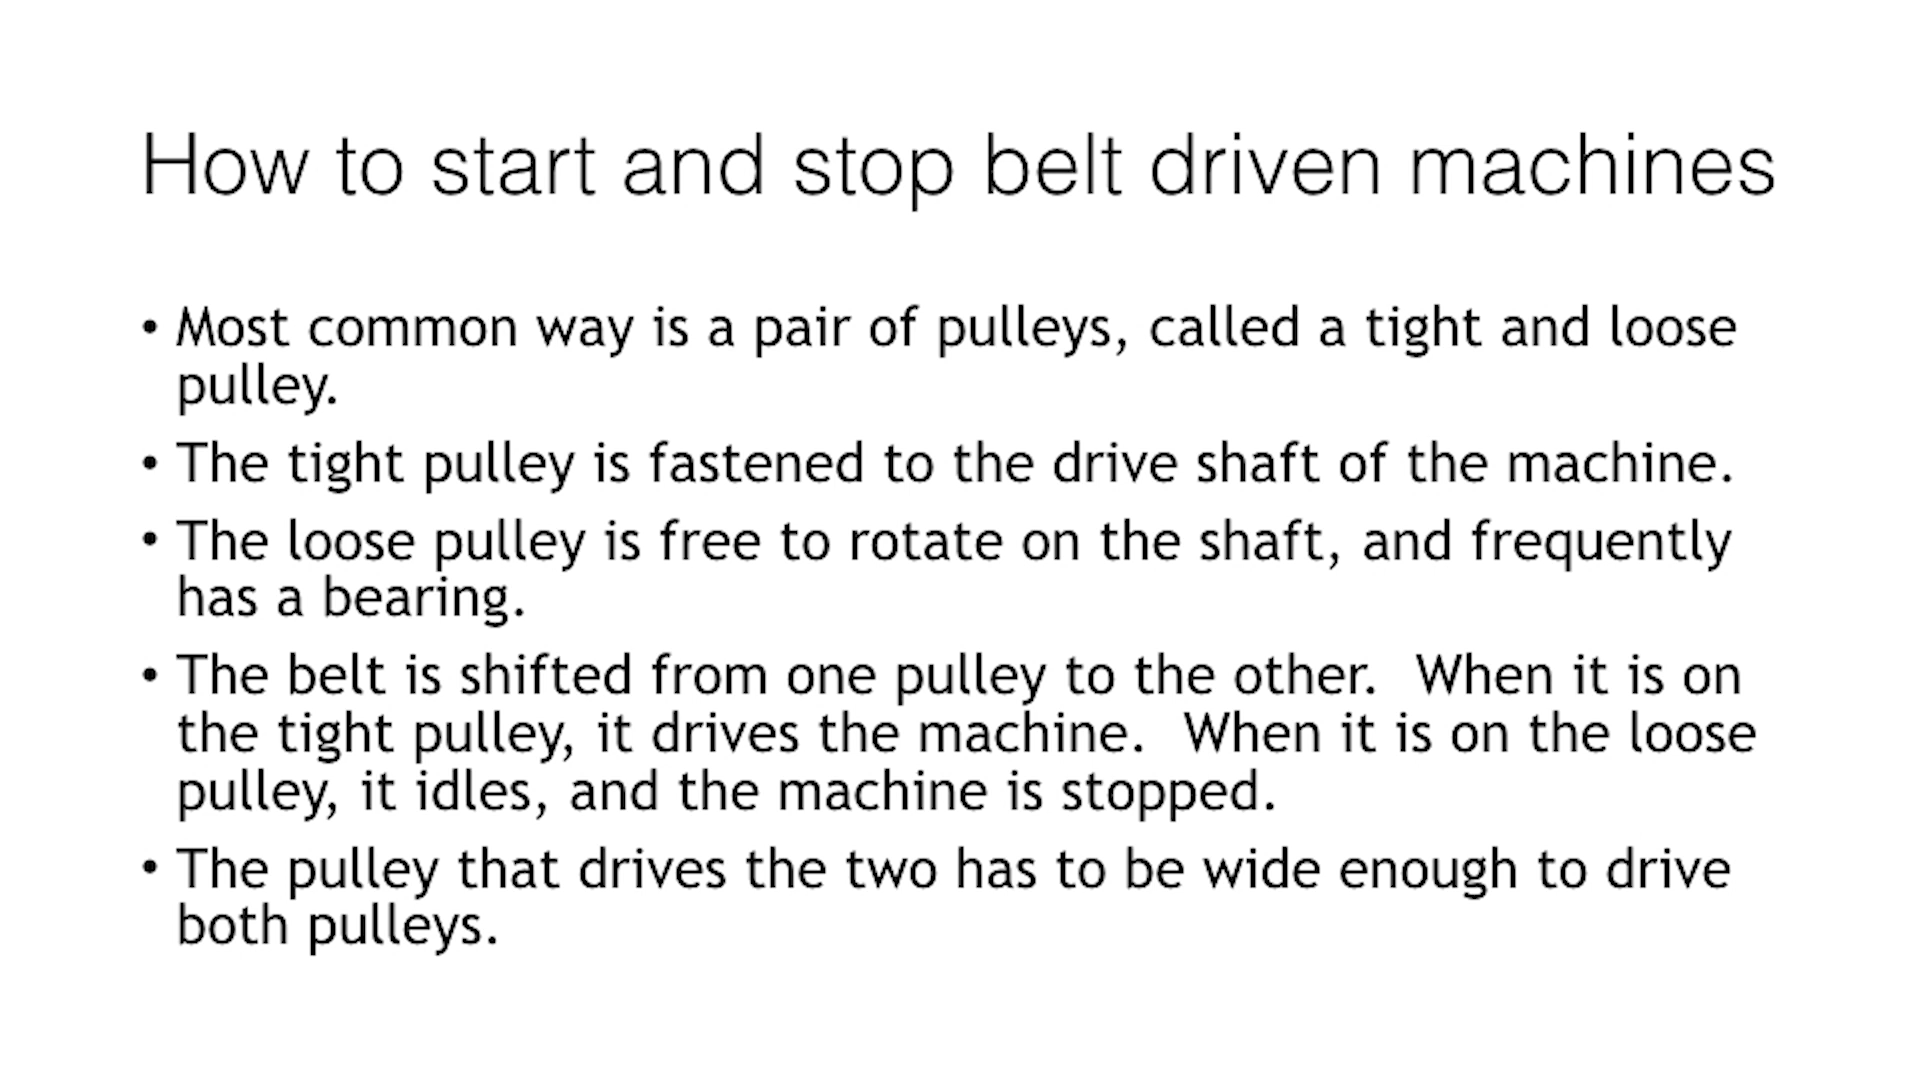 How to start and stop belt driven machines
• Most common way is a pair of pulleys, called a tight and loose
pulley.
• The tight pulley is fastened to the drive shaft of the machine.
• The loose pulley is free to rotate on the shaft, and frequently
has a bearing.
• The belt is shifted from one pulley to the other.  When it is on
the tight pulley, it drives the machine.  When it is on the loose
pulley, it idles, and the machine is stopped.
• The pulley that drives the two has to be wide enough to drive
both pulleys.